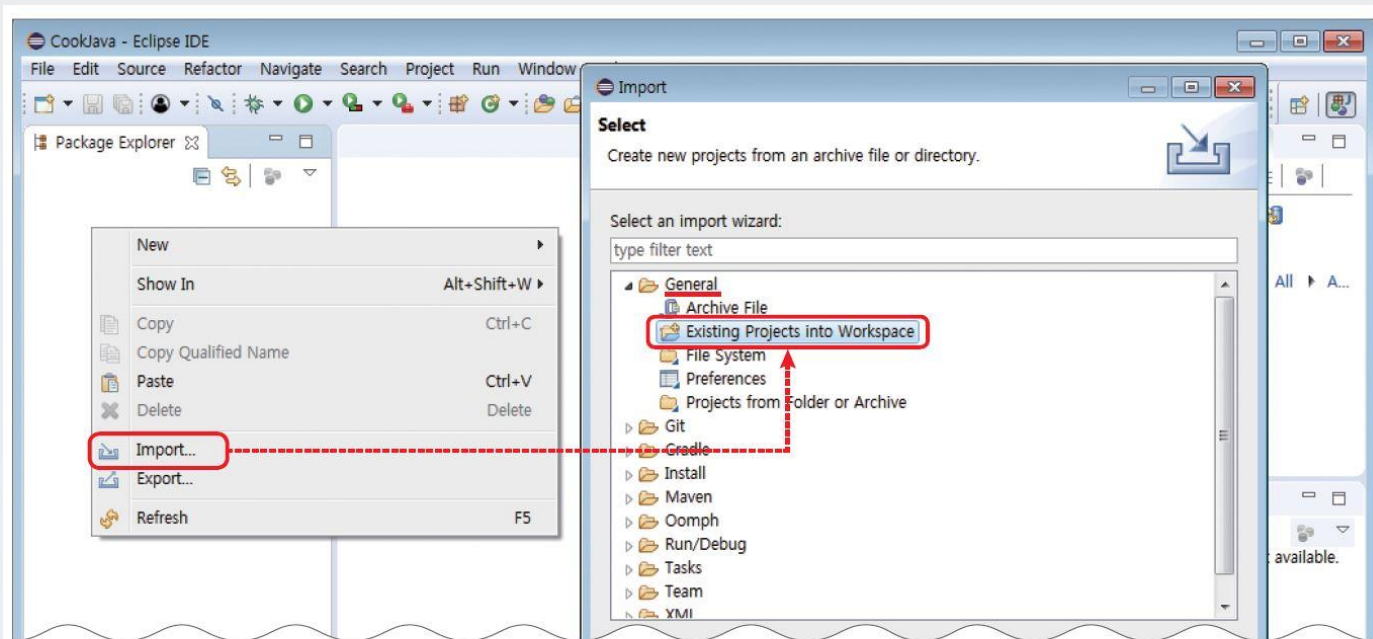 CookJava - Eclipse IDE
File Edit Source Refactor Navigate Search Project Run Window
Package Explorer
New
Show In Alt+Shift+W
Copy Ctrl+C
Copy Qualified Name
Paste Ctrl+V
Delete Delete
Import...
Export...
Refresh F5
Import
Select
Create new projects from an archive file or directory.
Select an import wizard:
type filter text
General
Archive File
Existing Projects into Workspace
File System
Preferences
Projects from Folder or Archive
Git
Gradle
Install
Maven
Oomph
Run/Debug
Tasks
Team
XML
All A...
available.